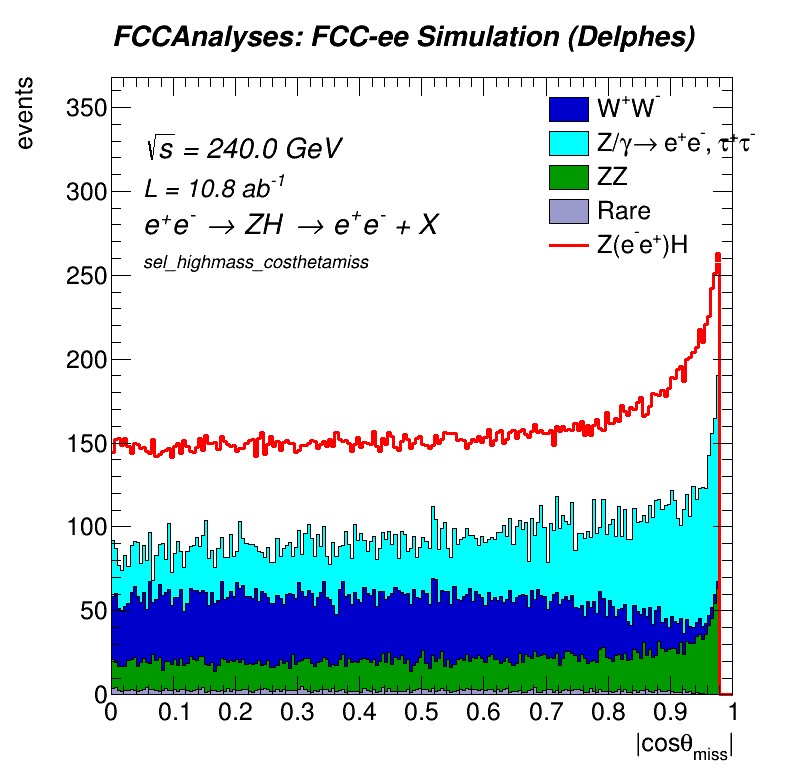 FCCAnalyses: FCC-ee Simulation (Delphes)
events
350
300
250
200
150
100
50
0
√s = 240.0 GeV
L = 10.8 ab⁻¹
e⁺e⁻ → ZH → e⁺e⁻ + X
sel_highmass_costhetamiss
W⁺W⁻
Z/γ→ e⁺e⁻, τ⁺τ⁻
ZZ
Rare
Z(e⁻e⁺)H
0 0.1 0.2 0.3 0.4 0.5 0.6 0.7 0.8 0.9 1
|cosθ_miss|